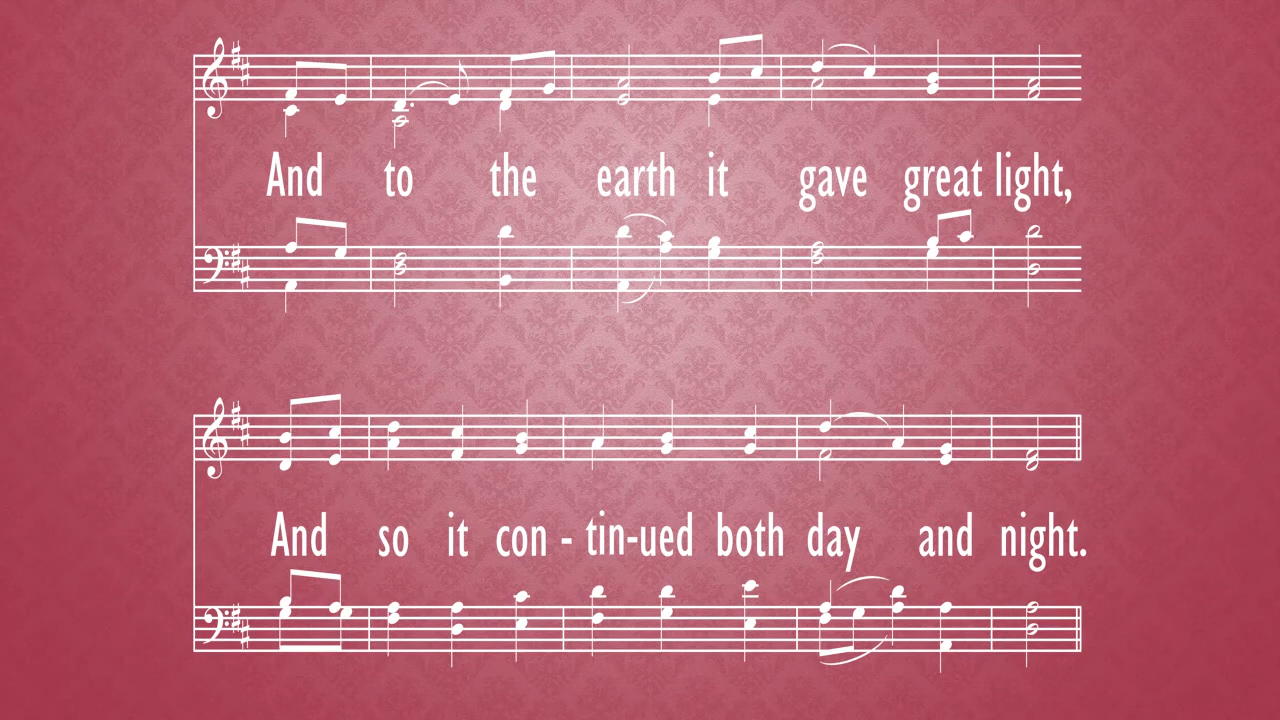 And to the earth it gave great light,
And so it con - tin-ued both day and night.